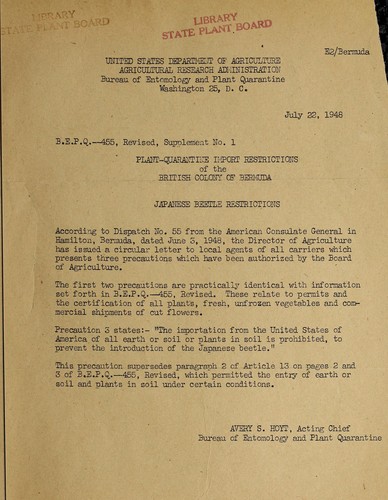 LIBRARY
STATE PLANT BOARD
LIBRARY
STATE PLANT BOARD
E2/Bermuda
UNITED STATES DEPARTMENT OF AGRICULTURE
AGRICULTURAL RESEARCH ADMINISTRATION
Bureau of Entomology and Plant Quarantine
Washington 25, D. C.
July 22, 1948
B.E.P.Q.—455, Revised, Supplement No. 1
PLANT-QUARANTINE IMPORT RESTRICTIONS
of the
BRITISH COLONY OF BERMUDA
JAPANESE BEETLE RESTRICTIONS
According to Dispatch No. 55 from the American Consulate General in
Hamilton, Bermuda, dated June 3, 1948, the Director of Agriculture
has issued a circular letter to local agents of all carriers which
presents three precautions which have been authorized by the Board
of Agriculture.
The first two precautions are practically identical with information
set forth in B.E.P.Q.—455, Revised. These relate to permits and
the certification of all plants, fresh, unfrozen vegetables and com-
mercial shipments of cut flowers.
Precaution 3 states:- "The importation from the United States of
America of all earth or soil or plants in soil is prohibited, to
prevent the introduction of the Japanese beetle."
This precaution supersedes paragraph 2 of Article 13 on pages 2 and
3 of B.E.P.Q.—455, Revised, which permitted the entry of earth or
soil and plants in soil under certain conditions.
AVERY S. HOYT, Acting Chief
Bureau of Entomology and Plant Quarantine